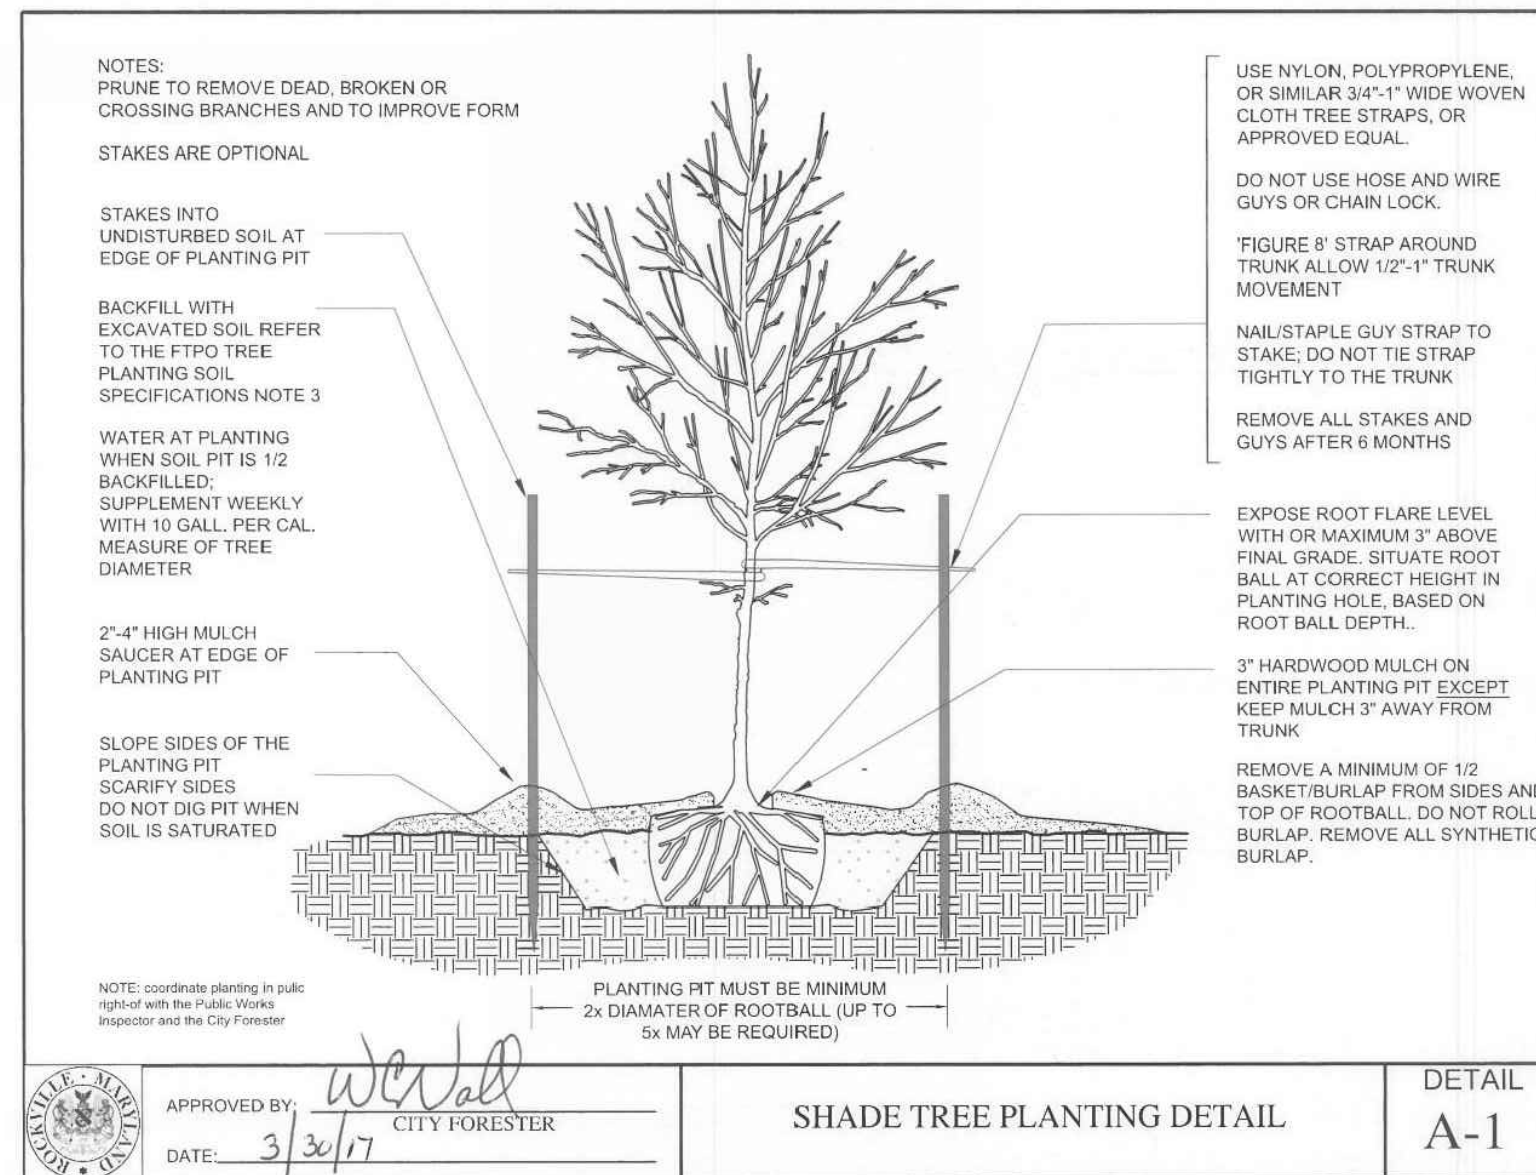 NOTES:
PRUNE TO REMOVE DEAD, BROKEN OR
CROSSING BRANCHES AND TO IMPROVE FORM
STAKES ARE OPTIONAL
STAKES INTO
UNDISTURBED SOIL AT
EDGE OF PLANTING PIT
BACKFILL WITH
EXCAVATED SOIL REFER
TO THE FTPO TREE
PLANTING SOIL
SPECIFICATIONS NOTE 3
WATER AT PLANTING
WHEN SOIL PIT IS 1/2
BACKFILLED;
SUPPLEMENT WEEKLY
WITH 10 GALL. PER CAL.
MEASURE OF TREE
DIAMETER
2"-4" HIGH MULCH
SAUCER AT EDGE OF
PLANTING PIT
SLOPE SIDES OF THE
PLANTING PIT
SCARIFY SIDES
DO NOT DIG PIT WHEN
SOIL IS SATURATED
NOTE: coordinate planting in pulic
right-of with the Public Works
Inspector and the City Forester
USE NYLON, POLYPROPYLENE,
OR SIMILAR 3/4"-1" WIDE WOVEN
CLOTH TREE STRAPS, OR
APPROVED EQUAL.
DO NOT USE HOSE AND WIRE
GUYS OR CHAIN LOCK.
'FIGURE 8' STRAP AROUND
TRUNK ALLOW 1/2"-1" TRUNK
MOVEMENT
NAIL/STAPLE GUY STRAP TO
STAKE; DO NOT TIE STRAP
TIGHTLY TO THE TRUNK
REMOVE ALL STAKES AND
GUYS AFTER 6 MONTHS
EXPOSE ROOT FLARE LEVEL
WITH OR MAXIMUM 3" ABOVE
FINAL GRADE. SITUATE ROOT
BALL AT CORRECT HEIGHT IN
PLANTING HOLE, BASED ON
ROOT BALL DEPTH..
3" HARDWOOD MULCH ON
ENTIRE PLANTING PIT EXCEPT
KEEP MULCH 3" AWAY FROM
TRUNK
REMOVE A MINIMUM OF 1/2
BASKET/BURLAP FROM SIDES AND
TOP OF ROOTBALL. DO NOT ROLL
BURLAP. REMOVE ALL SYNTHETIC
BURLAP.
PLANTING PIT MUST BE MINIMUM
2x DIAMATER OF ROOTBALL (UP TO
5x MAY BE REQUIRED)
ROCKVILLE • MARYLAND
APPROVED BY:
CITY FORESTER
DATE: 3/30/17
SHADE TREE PLANTING DETAIL
DETAIL
A-1